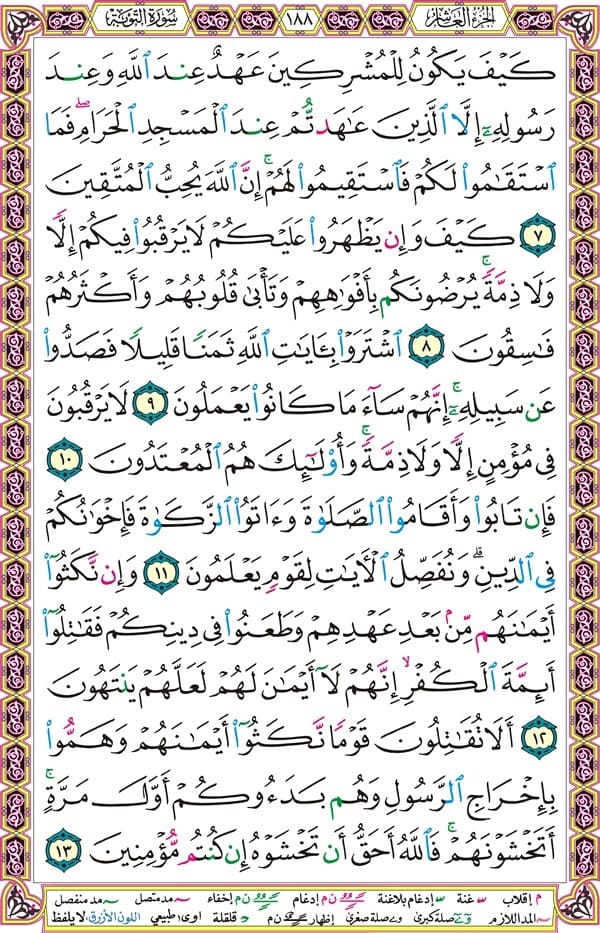 سورة التوبة ١٨٨ الجزء العاشر
كَيْفَ يَكُونُ لِلْمُشْرِكِينَ عَهْدٌ عِندَ ٱللَّهِ وَعِندَ
رَسُولِهِۦٓ إِلَّا ٱلَّذِينَ عَٰهَدتُّمْ عِندَ ٱلْمَسْجِدِ ٱلْحَرَامِ ۖ فَمَا
ٱسْتَقَٰمُوا۟ لَكُمْ فَٱسْتَقِيمُوا۟ لَهُمْ ۚ إِنَّ ٱللَّهَ يُحِبُّ ٱلْمُتَّقِينَ
٧ كَيْفَ وَإِن يَظْهَرُوا۟ عَلَيْكُمْ لَا يَرْقُبُوا۟ فِيكُمْ إِلًّا
وَلَا ذِمَّةً ۚ يُرْضُونَكُم بِأَفْوَٰهِهِمْ وَتَأْبَىٰ قُلُوبُهُمْ وَأَكْثَرُهُمْ
فَٰسِقُونَ ٨ ٱشْتَرَوْا۟ بِـَٔايَٰتِ ٱللَّهِ ثَمَنًا قَلِيلًا فَصَدُّوا۟
عَن سَبِيلِهِۦٓ ۚ إِنَّهُمْ سَآءَ مَا كَانُوا۟ يَعْمَلُونَ ٩ لَا يَرْقُبُونَ
فِى مُؤْمِنٍ إِلًّا وَلَا ذِمَّةً ۚ وَأُو۟لَٰٓئِكَ هُمُ ٱلْمُعْتَدُونَ ١٠
فَإِن تَابُوا۟ وَأَقَامُوا۟ ٱلصَّلَوٰةَ وَءَاتَوُا۟ ٱلزَّكَوٰةَ فَإِخْوَٰنُكُمْ
فِى ٱلدِّينِ ۗ وَنُفَصِّلُ ٱلْـَٔايَٰتِ لِقَوْمٍ يَعْلَمُونَ ١١ وَإِن نَّكَثُوٓا۟
أَيْمَٰنَهُم مِّنۢ بَعْدِ عَهْدِهِمْ وَطَعَنُوا۟ فِى دِينِكُمْ فَقَٰتِلُوٓا۟
أَئِمَّةَ ٱلْكُفْرِ ۙ إِنَّهُمْ لَآ أَيْمَٰنَ لَهُمْ لَعَلَّهُمْ يَنتَهُونَ
١٢ أَلَا تُقَٰتِلُونَ قَوْمًا نَّكَثُوٓا۟ أَيْمَٰنَهُمْ وَهَمُّوا۟
بِإِخْرَاجِ ٱلرَّسُولِ وَهُم بَدَءُوكُمْ أَوَّلَ مَرَّةٍ ۚ
أَتَخْشَوْنَهُمْ ۚ فَٱللَّهُ أَحَقُّ أَن تَخْشَوْهُ إِن كُنتُم مُّؤْمِنِينَ ١٣
م إقلاب غنة إدغام بلاغنة ن م إدغام ن م إخفاء مد متصل مد منفصل
المد اللازم صلة كبرى صلة صغرى إظهار ن م قلقلة اوى طبيعي اللون الأزرق، لا يلفظ